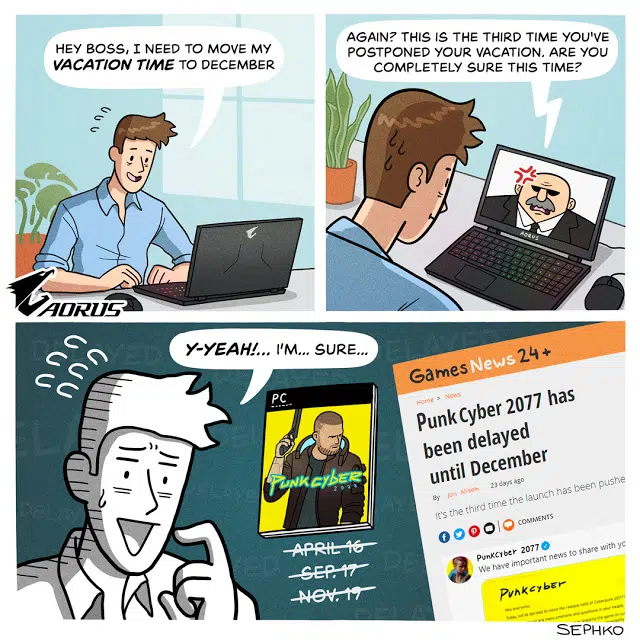 HEY BOSS, I NEED TO MOVE MY
VACATION TIME TO DECEMBER
AORUS
AGAIN? THIS IS THE THIRD TIME YOU'VE
POSTPONED YOUR VACATION. ARE YOU
COMPLETELY SURE THIS TIME?
AORUS
Y-YEAH!... I'M... SURE...
DELAYED
PC
PUNKCYBER
2077
APRIL 16
SEP. 17
NOV. 19
GamesNews24+
Home > News
Punk Cyber 2077 has
been delayed
until December
By Jon Allsem 23 days ago
It's the third time the launch has been pushe
COMMENTS
PunkCyber 2077
We have important news to share with yo
Punkcyber
SEPHKO